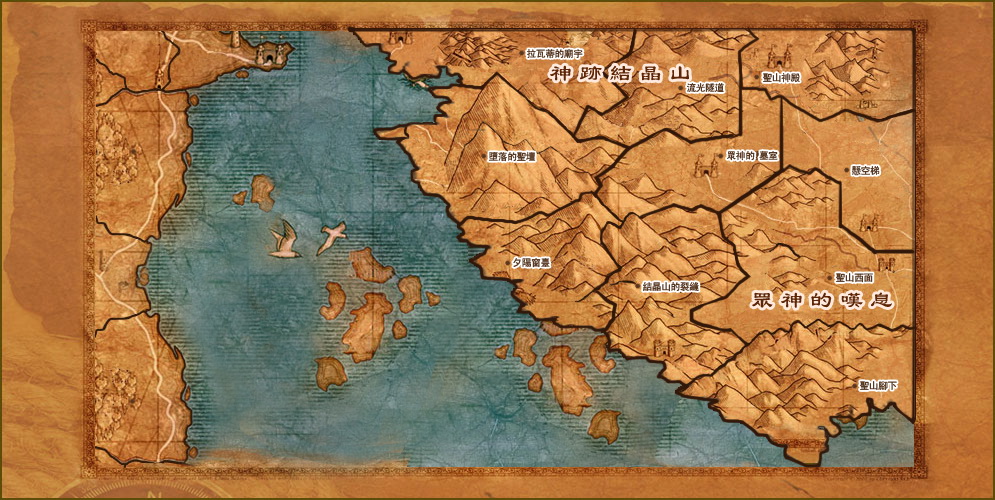 拉瓦蒂的廟宇
神跡結晶山
聖山神殿
流光隧道
墮落的聖壇
眾神的墓室
懸空梯
夕陽窗臺
聖山西面
結晶山的裂縫
眾神的嘆息
聖山腳下